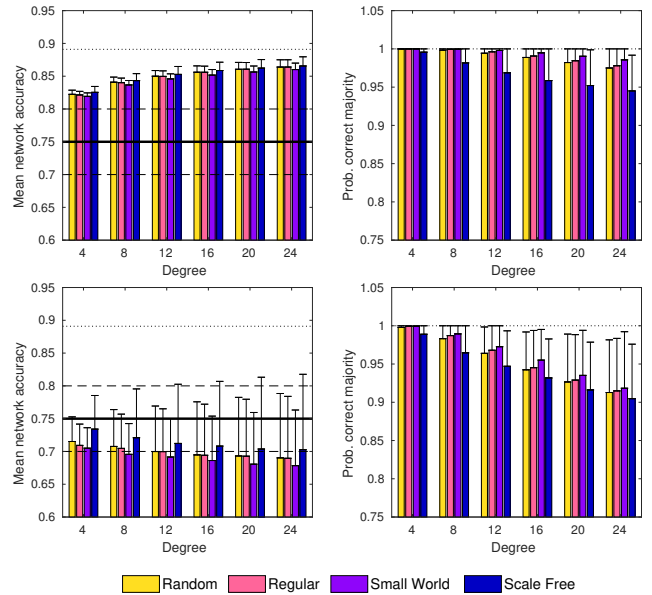 Mean network accuracy
0.95
0.9
0.85
0.8
0.75
0.7
0.65
0.6
4 8 12 16 20 24
Degree
Prob. correct majority
1.05
1
0.95
0.9
0.85
0.8
0.75
4 8 12 16 20 24
Degree
Mean network accuracy
0.95
0.9
0.85
0.8
0.75
0.7
0.65
0.6
4 8 12 16 20 24
Degree
Prob. correct majority
1.05
1
0.95
0.9
0.85
0.8
0.75
4 8 12 16 20 24
Degree
Random Regular Small World Scale Free